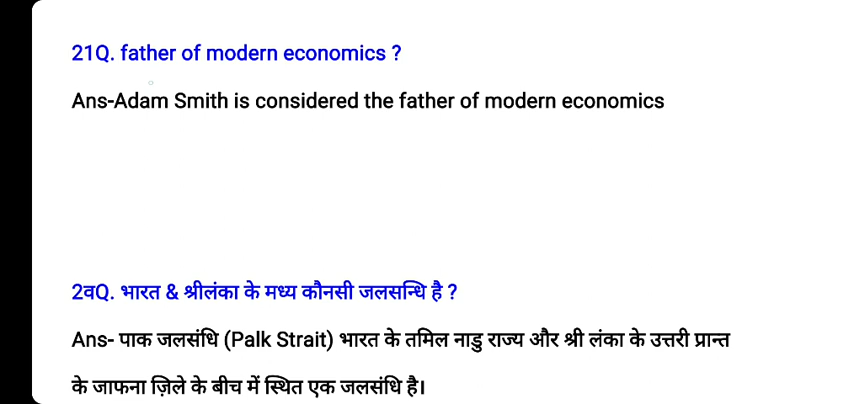 21Q. father of modern economics ?
Ans-Adam Smith is considered the father of modern economics
2वQ. भारत & श्रीलंका के मध्य कौनसी जलसन्धि है ?
Ans- पाक जलसंधि (Palk Strait) भारत के तमिल नाडु राज्य और श्री लंका के उत्तरी प्रान्त
के जाफना ज़िले के बीच में स्थित एक जलसंधि है।